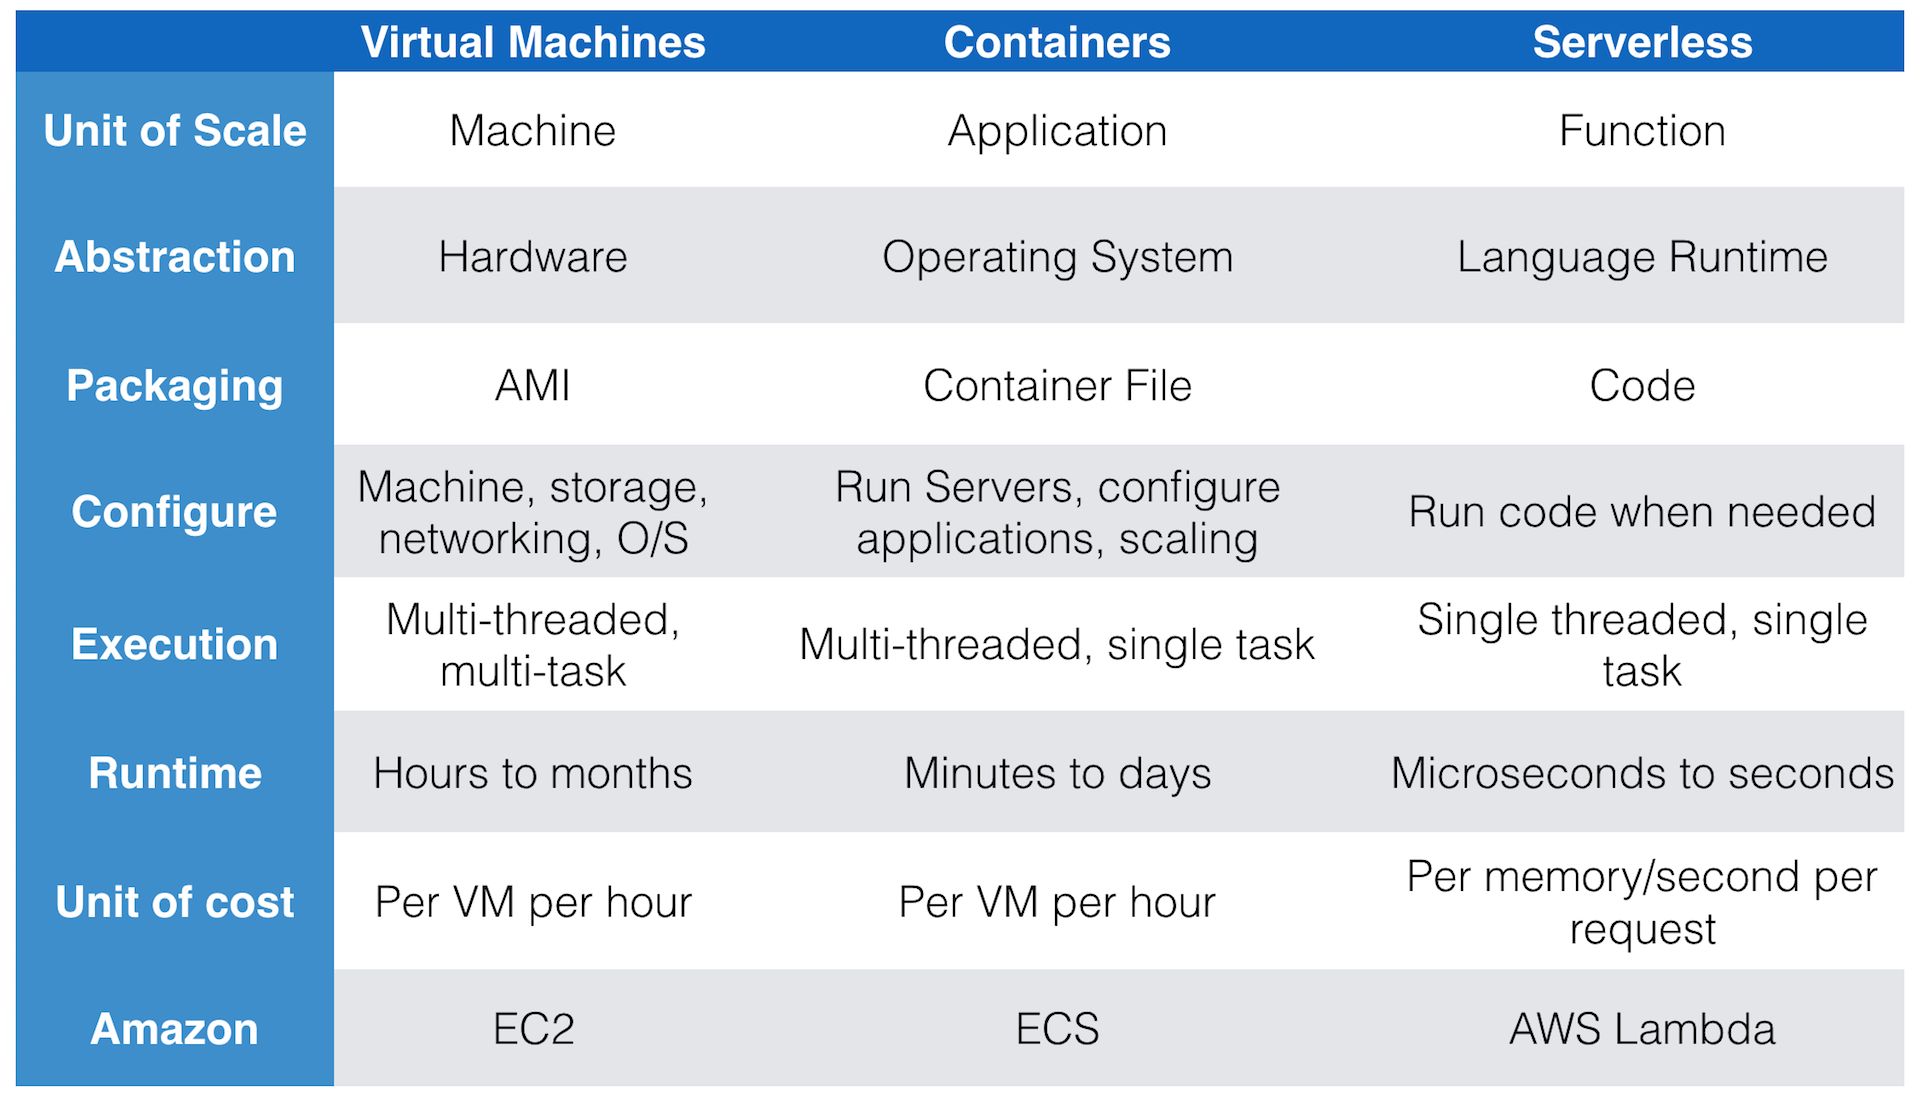 Virtual Machines Containers Serverless
Unit of Scale Machine Application Function
Abstraction Hardware Operating System Language Runtime
Packaging AMI Container File Code
Configure
Machine, storage,
networking, O/S
Run Servers, configure
applications, scaling
Run code when needed
Execution
Multi-threaded,
multi-task
Multi-threaded, single task
Single threaded, single
task
Runtime Hours to months Minutes to days Microseconds to seconds
Unit of cost Per VM per hour Per VM per hour
Per memory/second per
request
Amazon EC2 ECS AWS Lambda